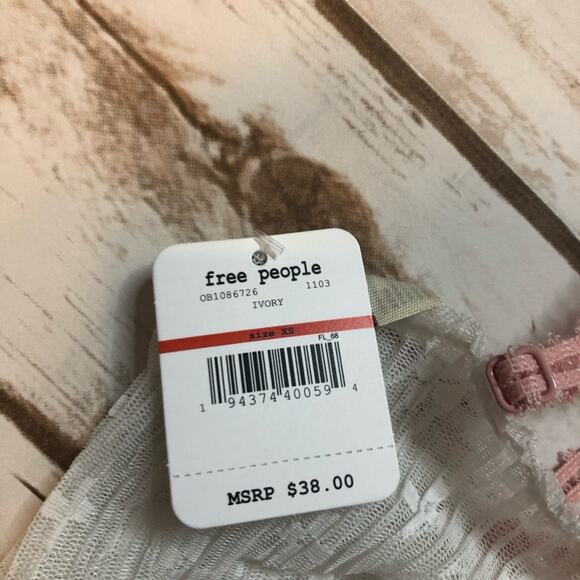 free people
OB1086726 1103
IVORY
size XS
FL_68
1 94374 40059 4
MSRP $38.00